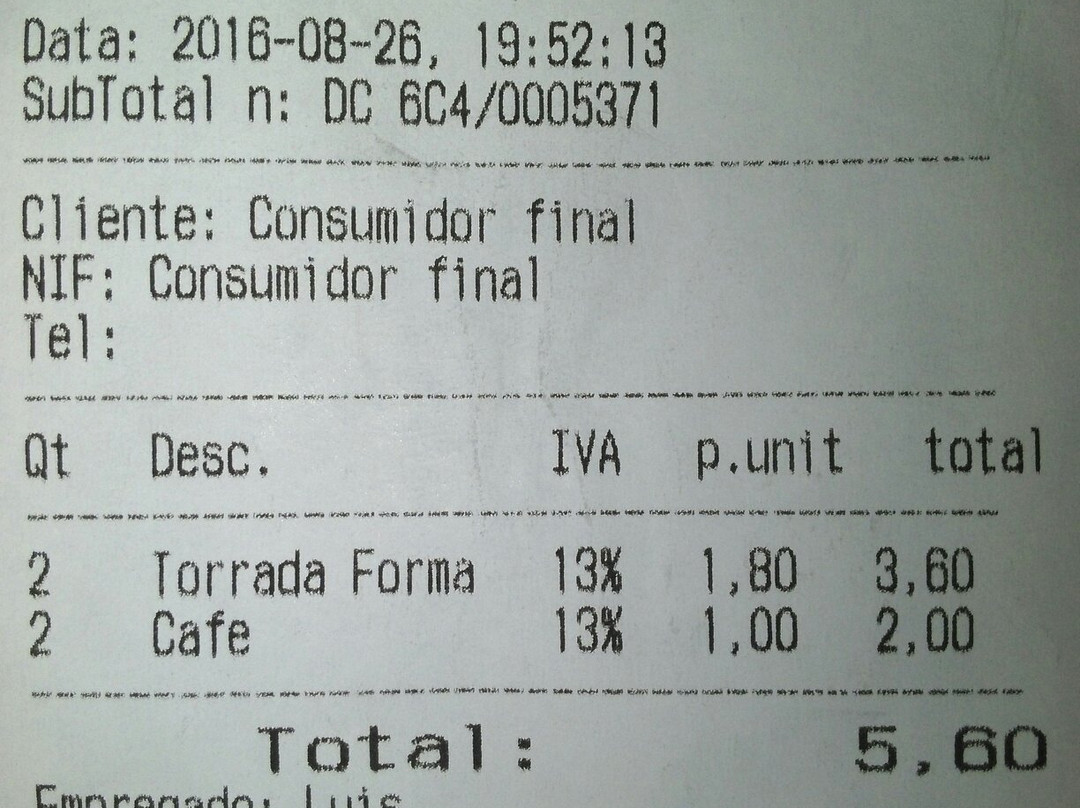 Data: 2016-08-26, 19:52:13
SubTotal n: DC 6C4/0005371
Cliente: Consumidor final
NIF: Consumidor final
Tel:
Qt Desc. IVA p.unit total
2 Torrada Forma 13% 1,80 3,60
2 Cafe 13% 1,00 2,00
Total: 5,60
Empregado: Luis